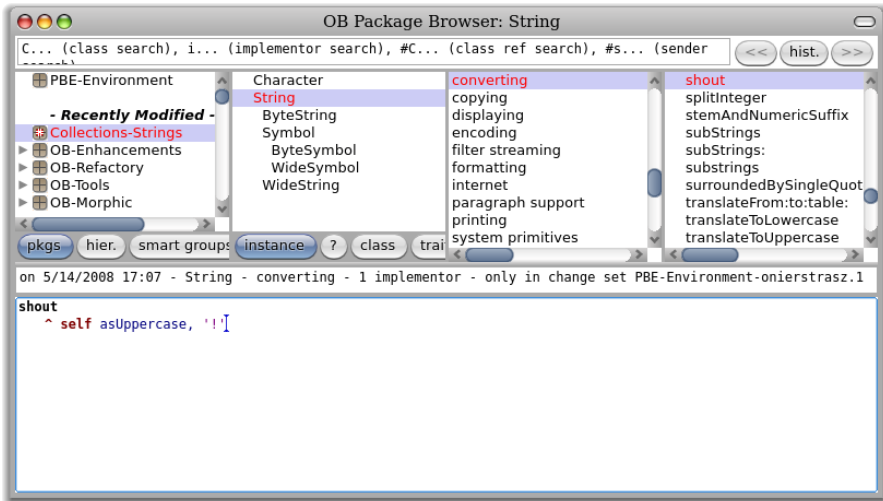 OB Package Browser: String
C... (class search), i... (implementor search), #C... (class ref search), #s... (sender
search)
<<
hist.
>>
PBE-Environment
- Recently Modified -
Collections-Strings
OB-Enhancements
OB-Refactory
OB-Tools
OB-Morphic
Character
String
ByteString
Symbol
ByteSymbol
WideSymbol
WideString
converting
copying
displaying
encoding
filter streaming
formatting
internet
paragraph support
printing
system primitives
shout
splitInteger
stemAndNumericSuffix
subStrings
subStrings:
substrings
surroundedBySingleQuot
translateFrom:to:table:
translateToLowercase
translateToUppercase
pkgs
hier.
smart groups
instance
?
class
trai
on 5/14/2008 17:07 - String - converting - 1 implementor - only in change set PBE-Environment-onierstrasz.1
shout
^ self asUppercase, '!'